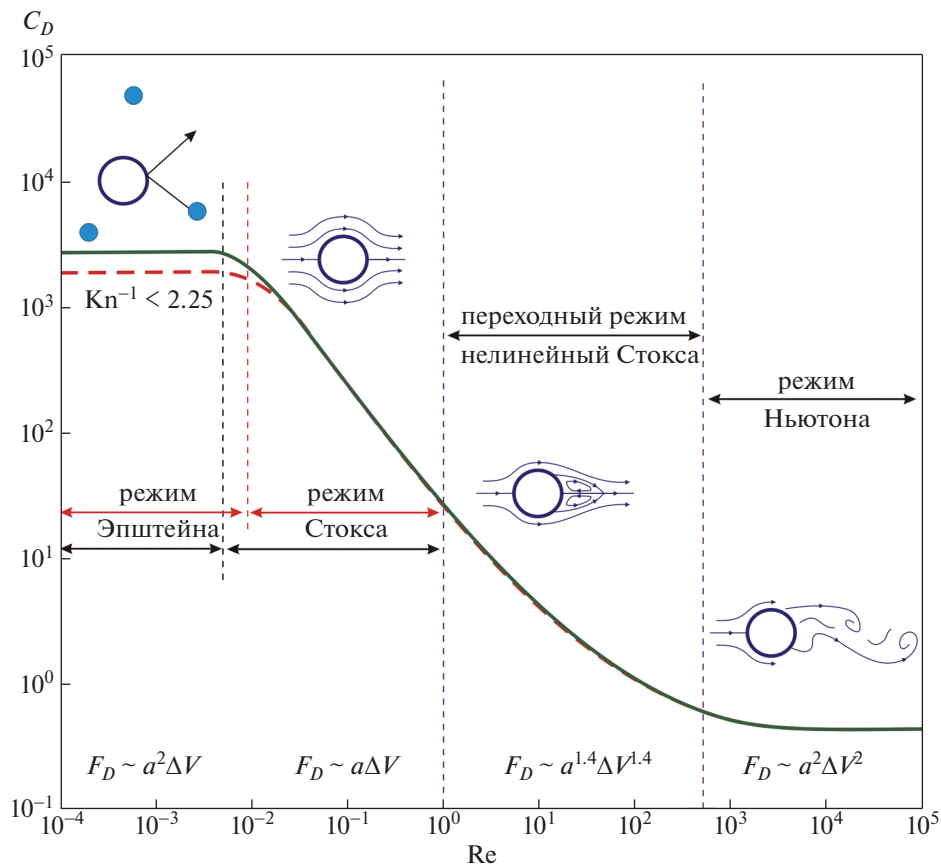 C_D
10^5
10^4
10^3
10^2
10^1
10^0
10^{-1}
Kn^{-1} < 2.25
переходный режим
нелинейный Стокса
режим
Ньютона
режим
Эпштейна
режим
Стокса
F_D ~ a^2ΔV
F_D ~ aΔV
F_D ~ a^{1.4}ΔV^{1.4}
F_D ~ a^2ΔV^2
10^{-4} 10^{-3} 10^{-2} 10^{-1} 10^0 10^1 10^2 10^3 10^4 10^5
Re